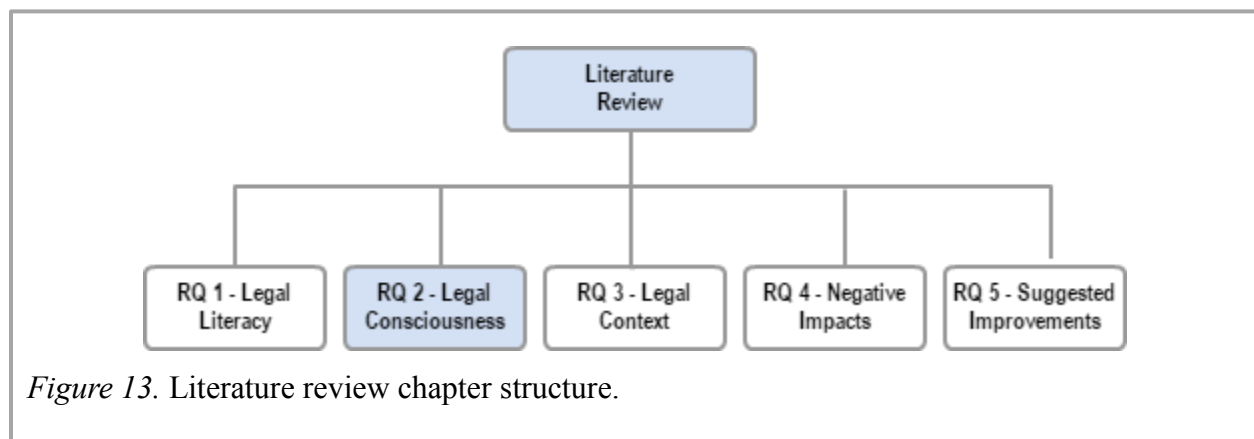 Literature
Review
RQ 1 - Legal
Literacy
RQ 2 - Legal
Consciousness
RQ 3 - Legal
Context
RQ 4 - Negative
Impacts
RQ 5 - Suggested
Improvements
Figure 13. Literature review chapter structure.